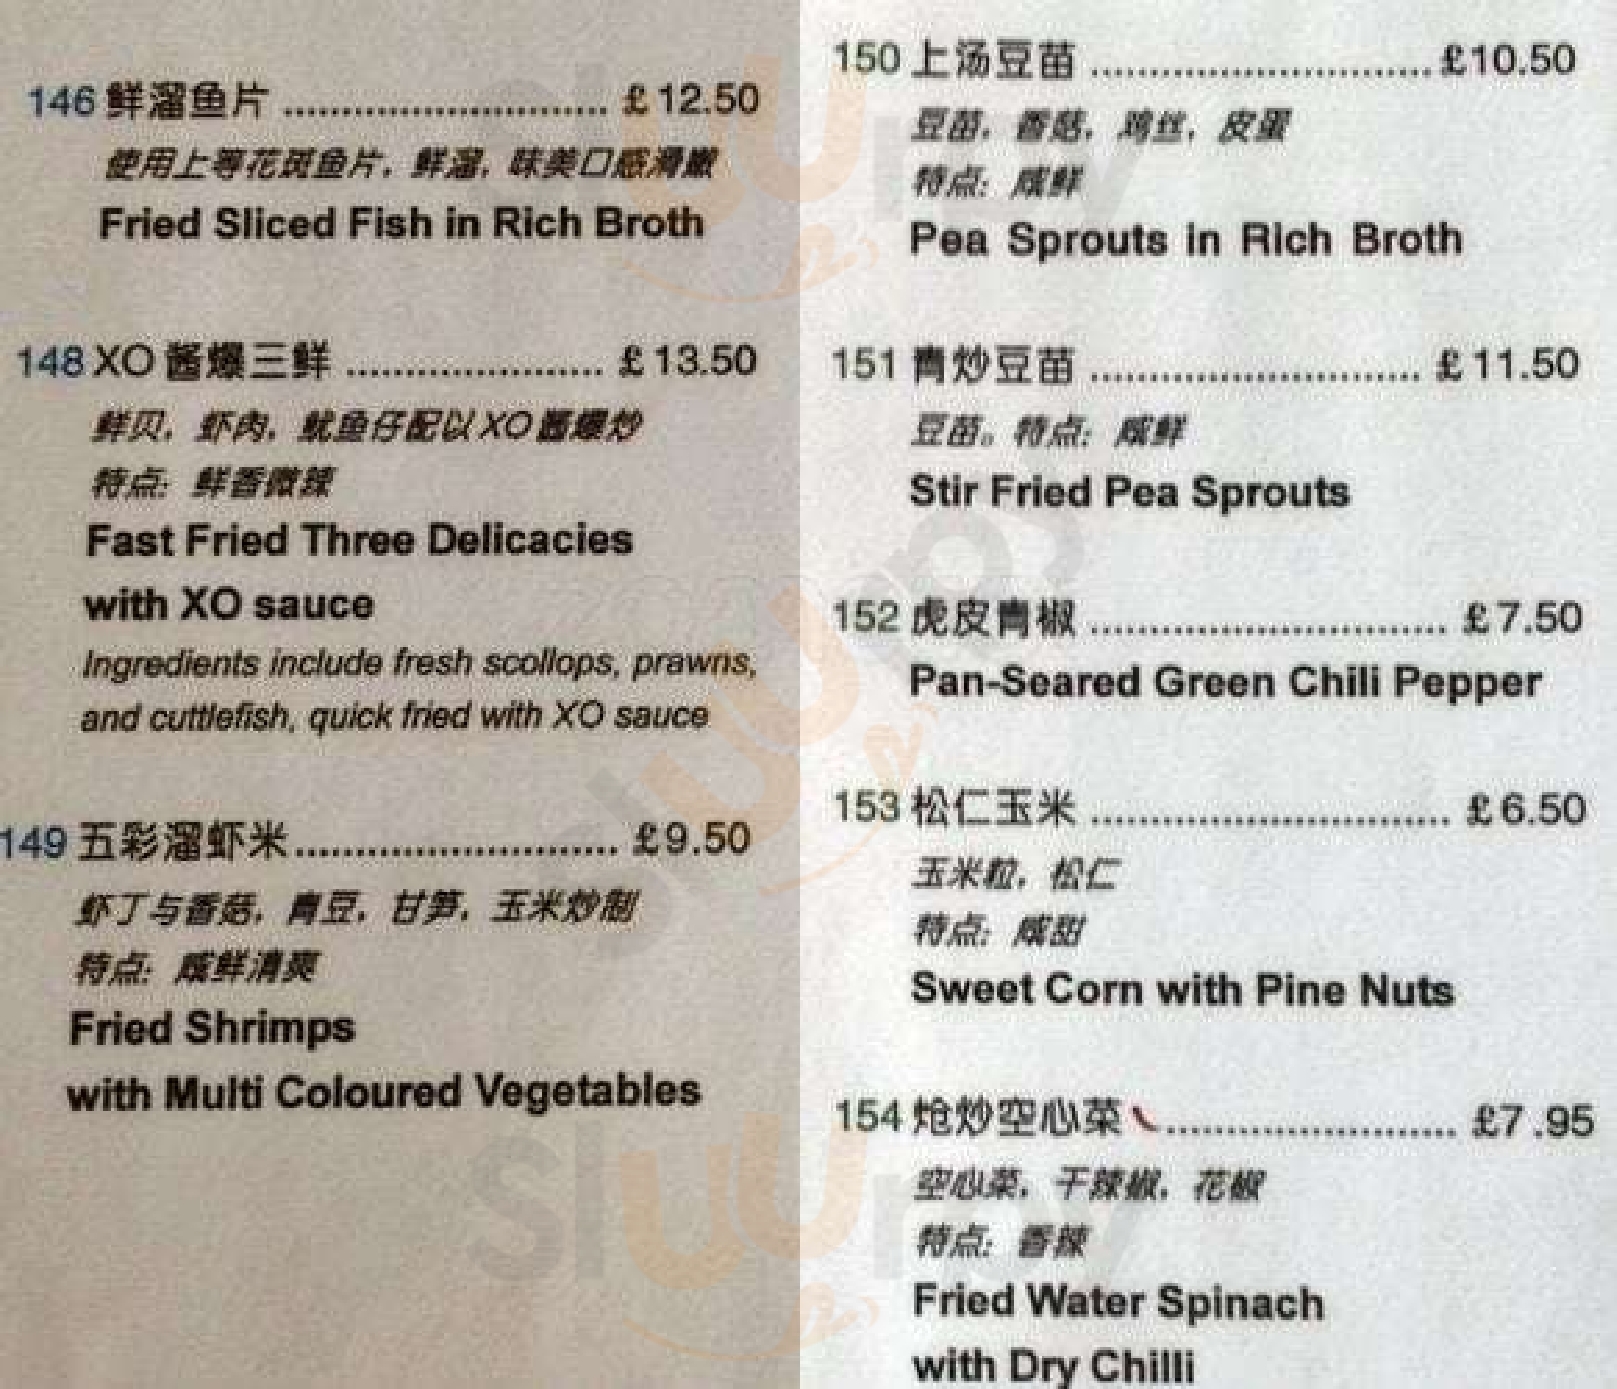 146 鲜溜鱼片 ........................... £ 12.50
使用上等花斑鱼片，鲜溜，味美口感滑嫩
Fried Sliced Fish in Rich Broth
148 XO 酱爆三鲜 ...................... £ 13.50
鲜贝，虾肉，鱿鱼仔配以XO酱爆炒
特点：鲜香微辣
Fast Fried Three Delicacies
with XO sauce
Ingredients include fresh scollops, prawns,
and cuttlefish, quick fried with XO sauce
149 五彩溜虾米........................... £9.50
虾丁与香菇，青豆，甘笋，玉米炒制
特点：咸鲜清爽
Fried Shrimps
with Multi Coloured Vegetables
150 上汤豆苗 .............................£10.50
豆苗，香菇，鸡丝，皮蛋
特点：咸鲜
Pea Sprouts in Rich Broth
151 青炒豆苗 ............................ £ 11.50
豆苗。特点：咸鲜
Stir Fried Pea Sprouts
152 虎皮青椒 .............................. £ 7.50
Pan-Seared Green Chili Pepper
153 松仁玉米 .............................. £ 6.50
玉米粒，松仁
特点：咸甜
Sweet Corn with Pine Nuts
154 炝炒空心菜 ......................... £7 .95
空心菜，干辣椒，花椒
特点：香辣
Fried Water Spinach
with Dry Chilli
sluurpy
sluurpy
sluurpy